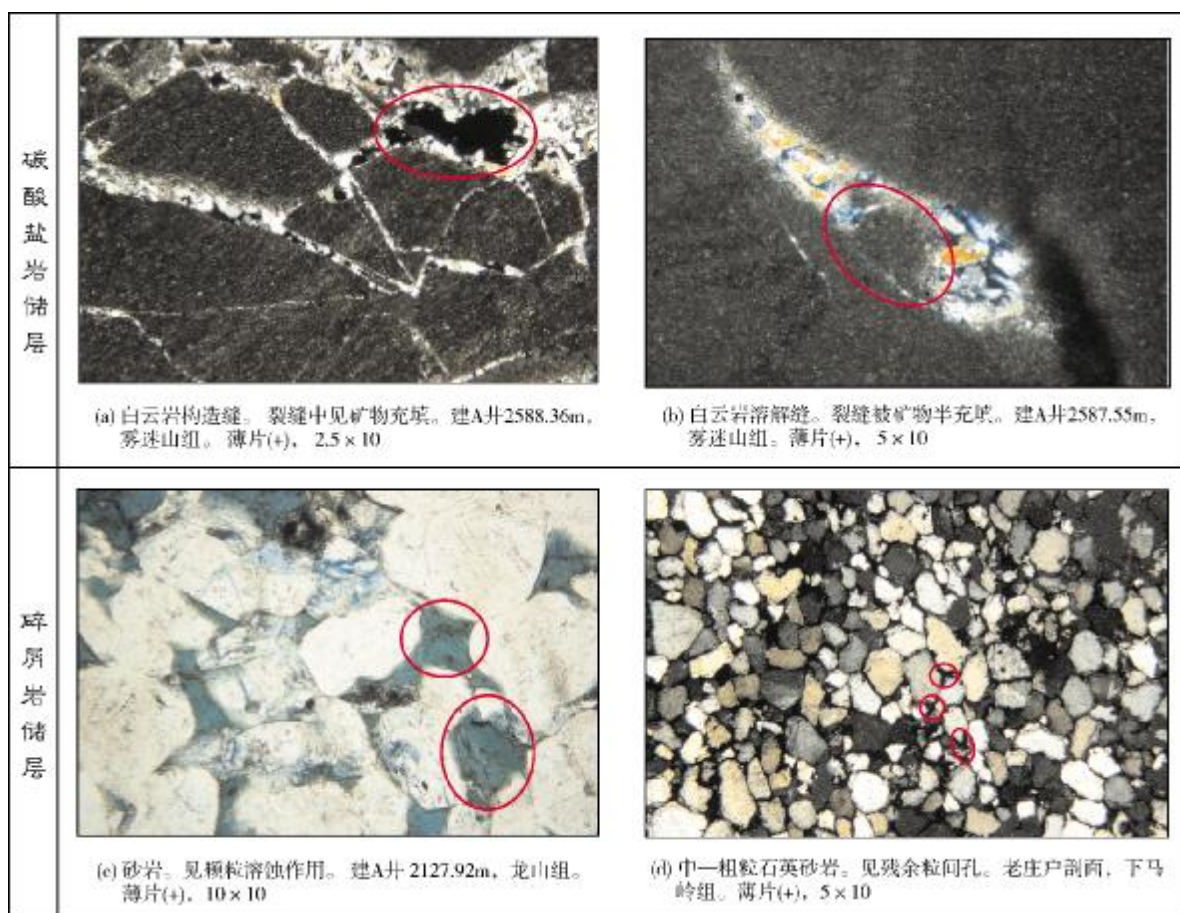 碳酸盐岩储层
(a) 白云岩构造缝。 裂缝中见矿物充填。建A井2588.36m,
雾迷山组。 薄片(+), 2.5 × 10
(b) 白云岩溶解缝。裂缝被矿物半充填。建A井2587.55m,
雾迷山组。薄片(+), 5 × 10
碎屑岩储层
(c) 砂岩。见颗粒溶蚀作用。 建A井 2127.92m, 龙山组。
薄片(+), 10 × 10
(d) 中—粗粒石英砂岩。见残余粒间孔。老庄户剖面, 下马
岭组。薄片(+), 5 × 10